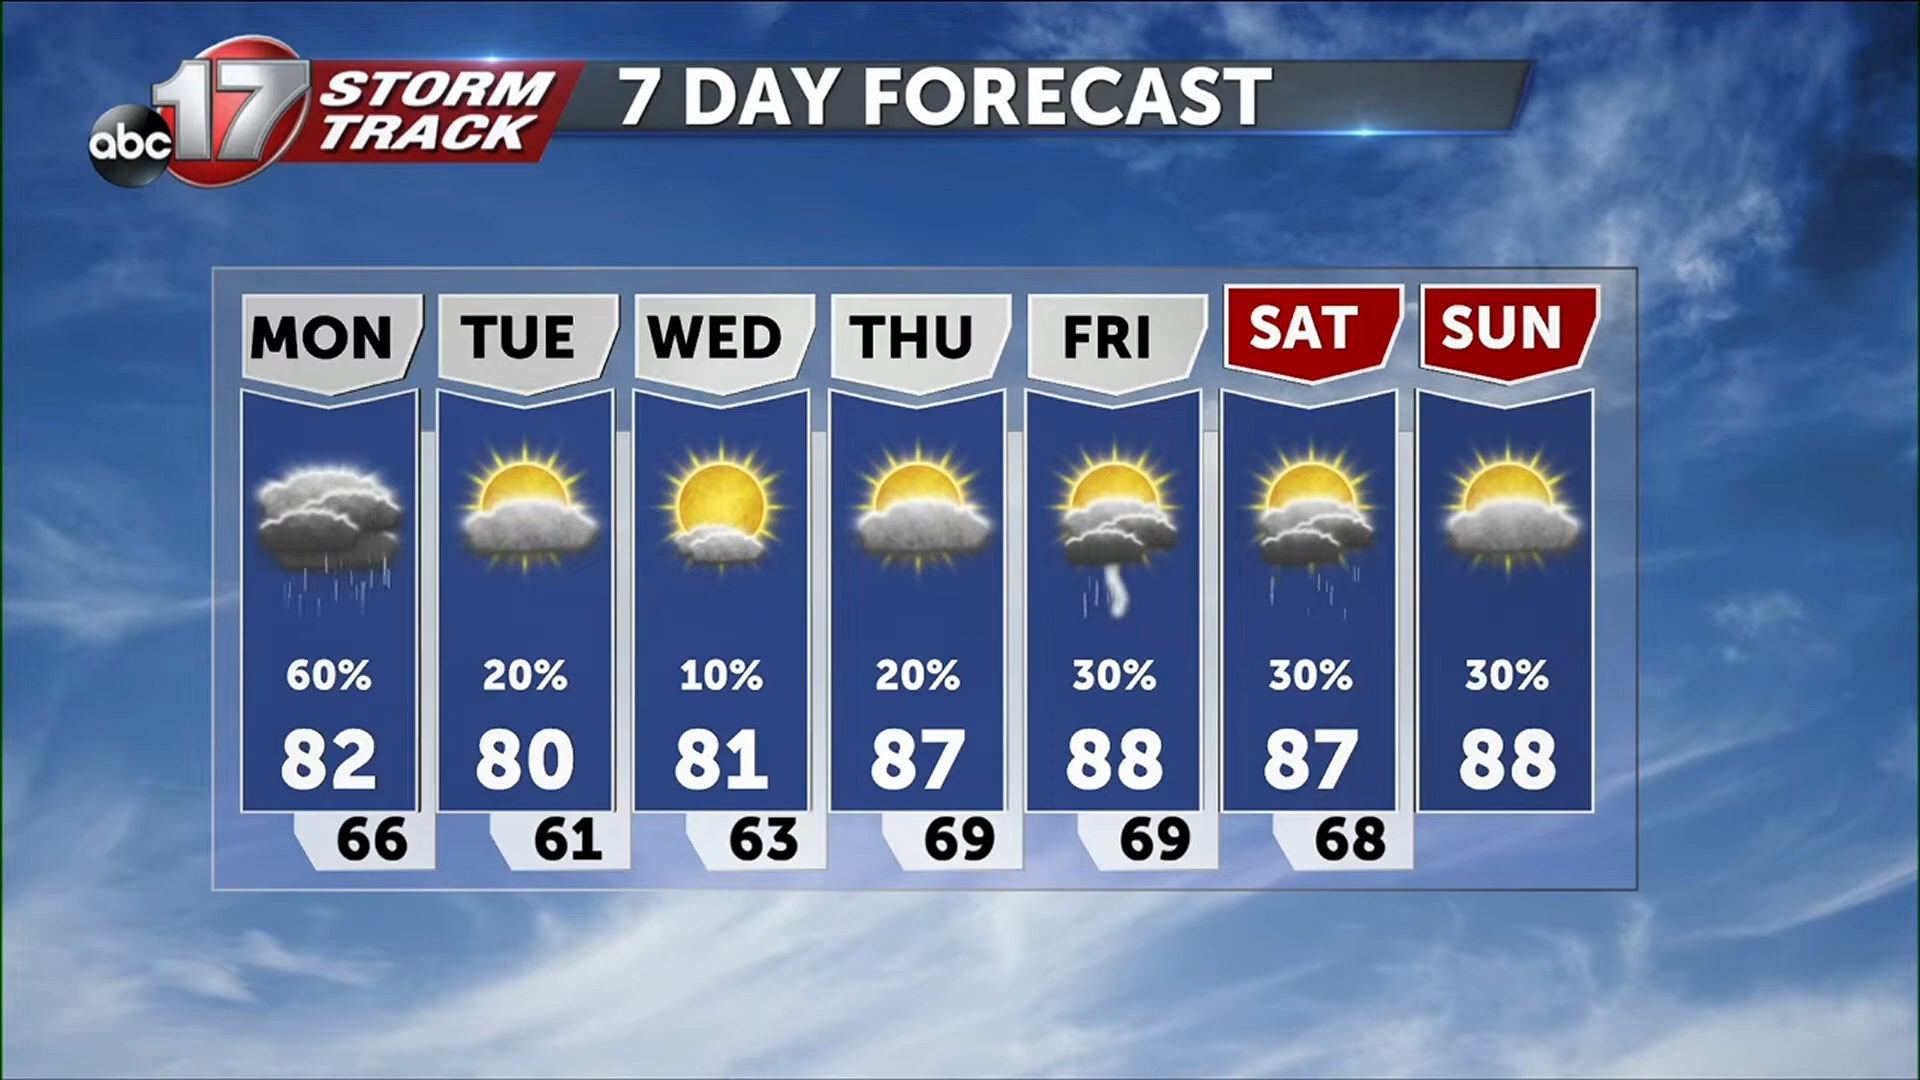 abc 17 STORM TRACK
7 DAY FORECAST
MON TUE WED THU FRI SAT SUN
60% 20% 10% 20% 30% 30% 30%
82 80 81 87 88 87 88
66 61 63 69 69 68